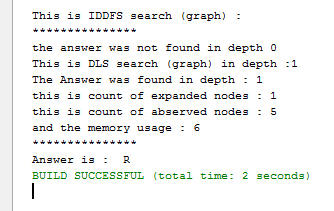 This is IDDFS search (graph) :
***************
the answer was not found in depth 0
This is DLS search (graph) in depth :1
The Answer was found in depth : 1
this is count of expanded nodes : 1
this is count of abserved nodes : 5
and the memory usage : 6
***************
Answer is :  R
BUILD SUCCESSFUL (total time: 2 seconds)